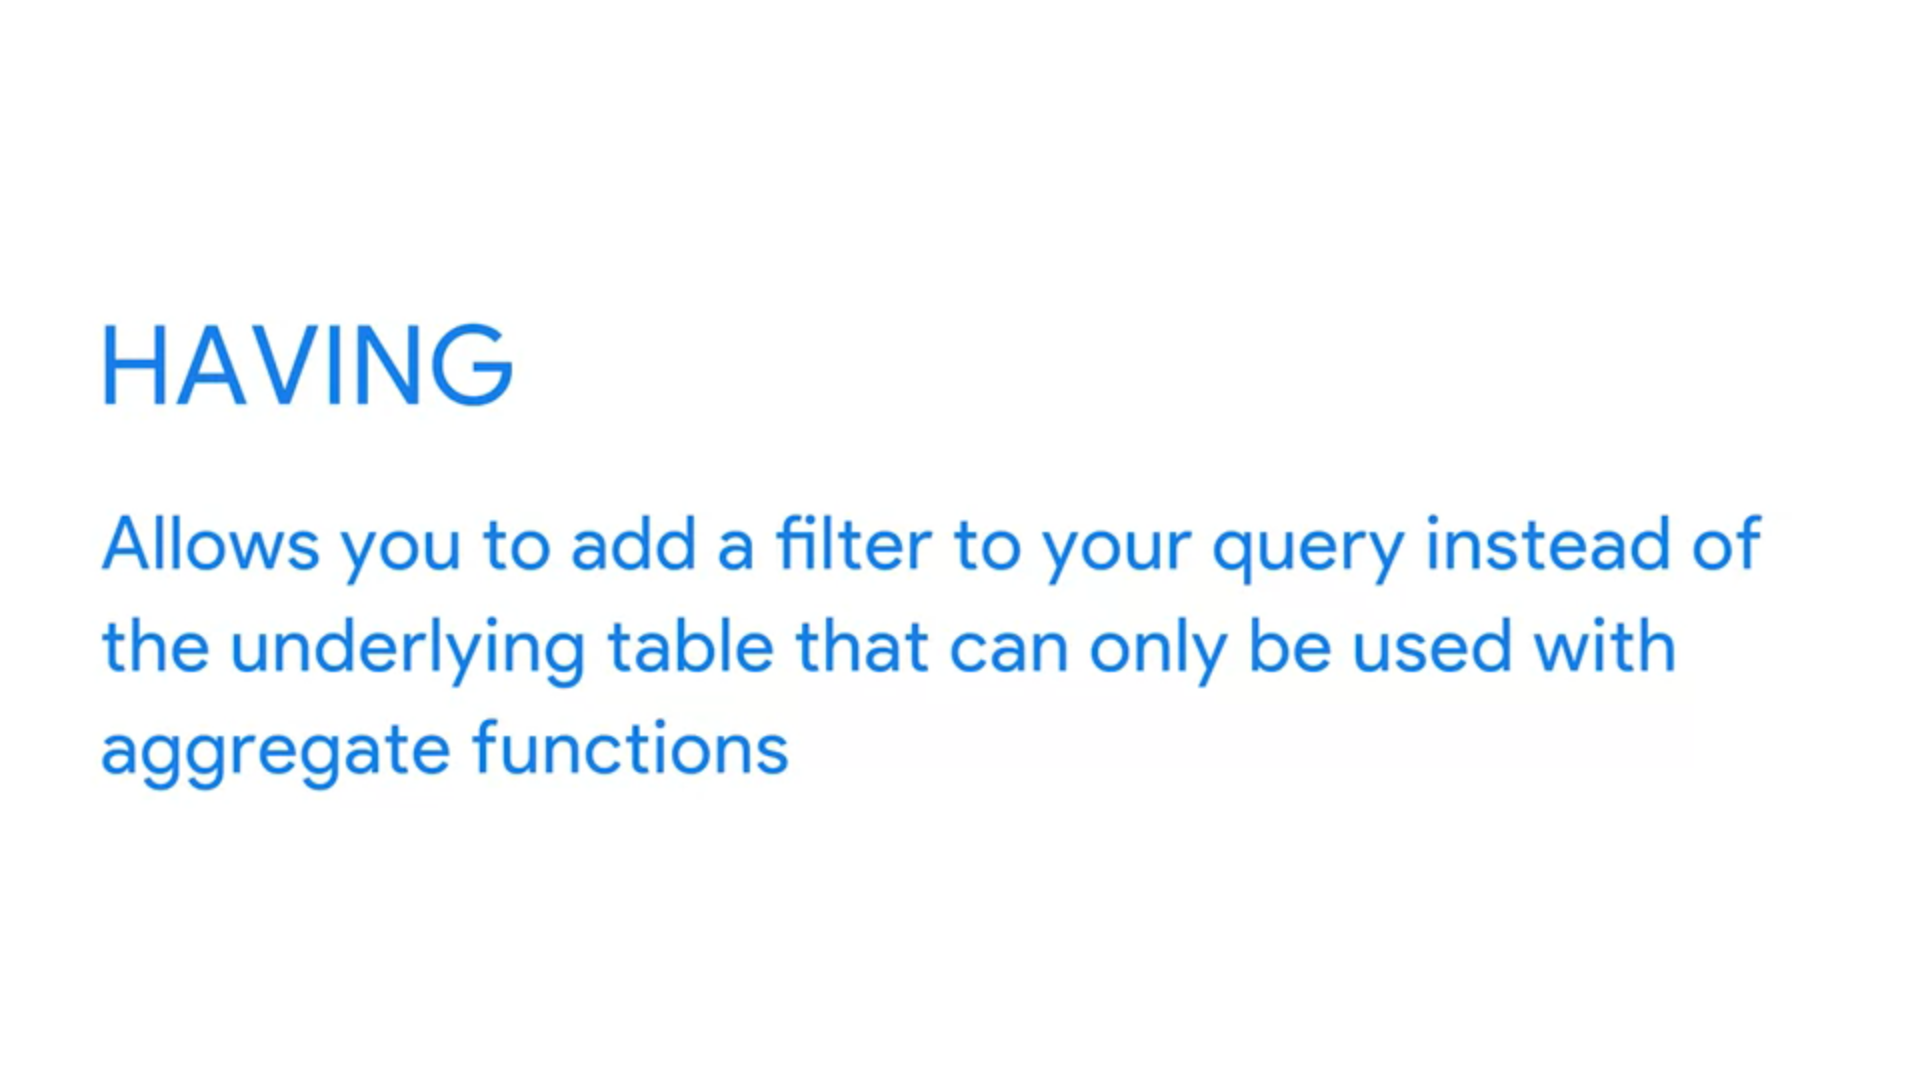 HAVING
Allows you to add a filter to your query instead of
the underlying table that can only be used with
aggregate functions